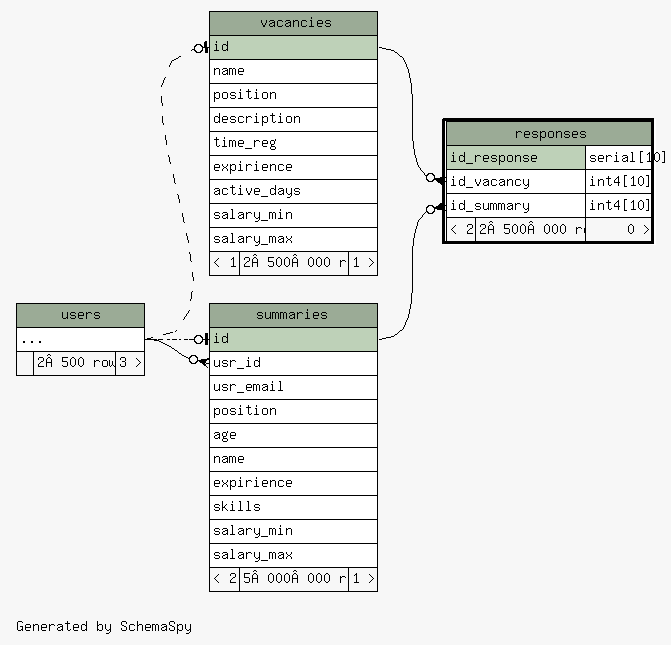 vacancies
id
name
position
description
time_reg
expirience
active_days
salary_min
salary_max
< 1 2Â 500Â 000 r 1 >
responses
id_response serial[10]
id_vacancy int4[10]
id_summary int4[10]
< 2 2Â 500Â 000 r 0 >
users
...
2Â 500 row 3 >
summaries
id
usr_id
usr_email
position
age
name
expirience
skills
salary_min
salary_max
< 2 5Â 000Â 000 r 1 >
Generated by SchemaSpy